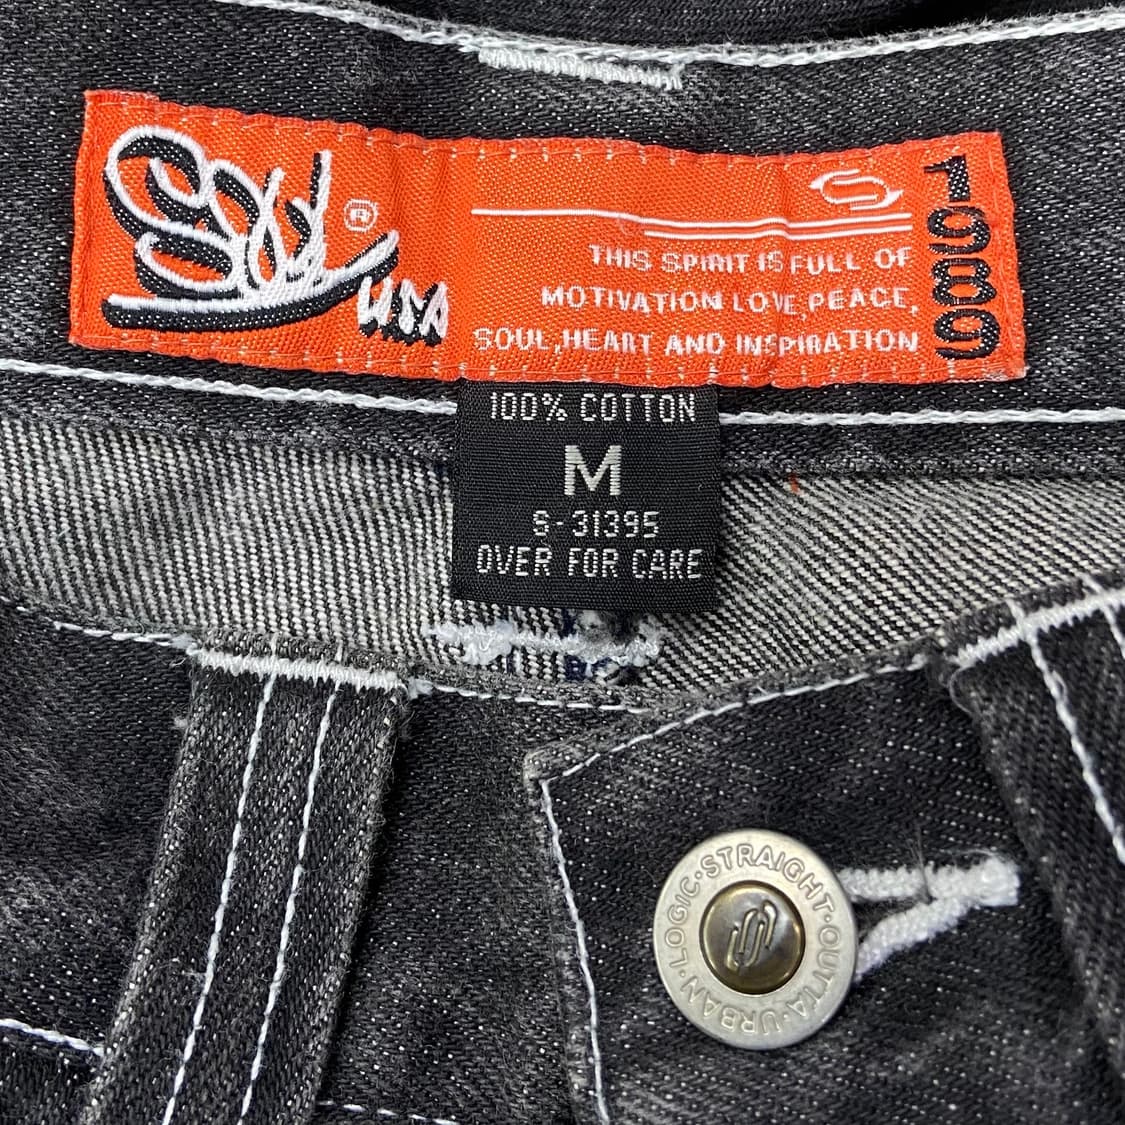 ®
USA
1989
THIS SPIRIT IS FULL OF
MOTIVATION LOVE,PEACE,
SOUL,HEART AND INSPIRATION
100% COTTON
M
S-31395
OVER FOR CARE
STRAIGHT·OUTTA·URBAN·LOGIC·